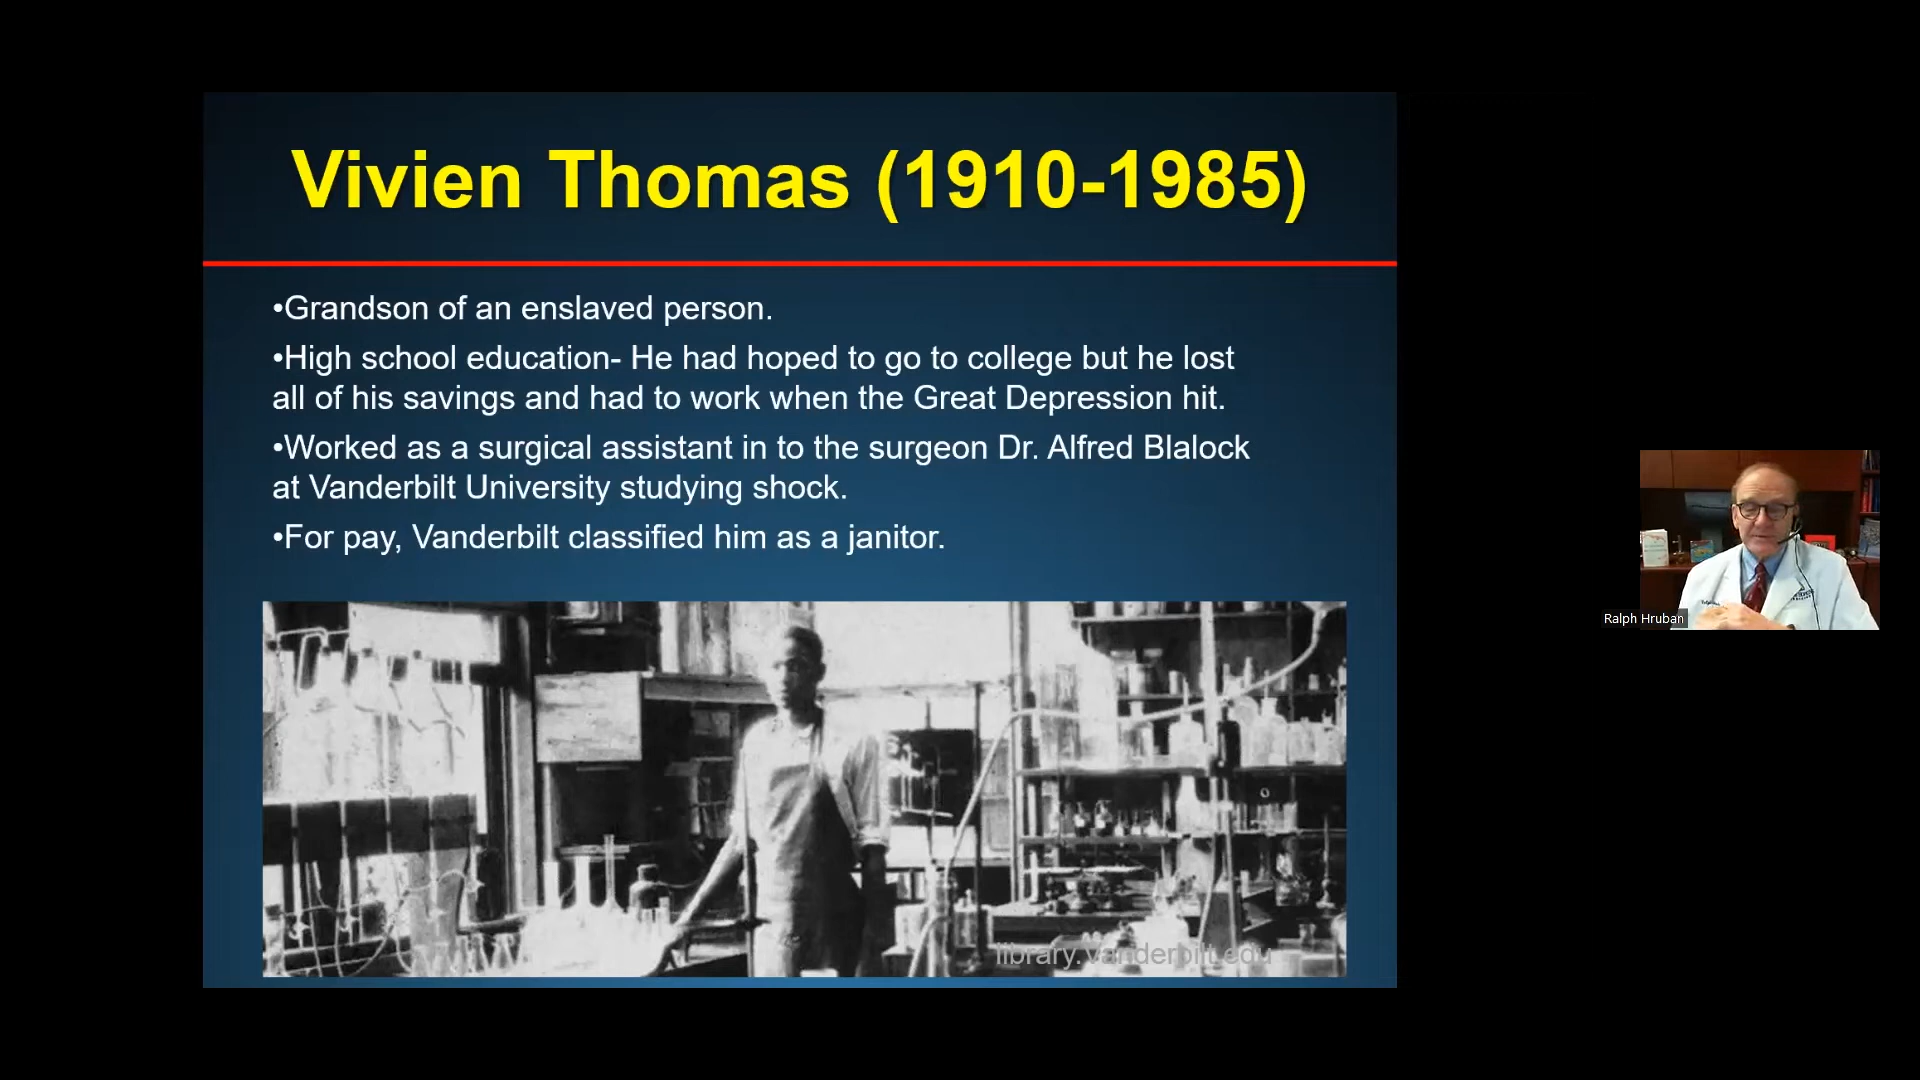 Vivien Thomas (1910-1985)
•Grandson of an enslaved person.
•High school education- He had hoped to go to college but he lost
all of his savings and had to work when the Great Depression hit.
•Worked as a surgical assistant in to the surgeon Dr. Alfred Blalock
at Vanderbilt University studying shock.
•For pay, Vanderbilt classified him as a janitor.
library.vanderbilt.edu
Ralph Hruban